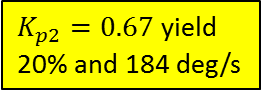 K_{p2} = 0.67 yield
20% and 184 deg/s